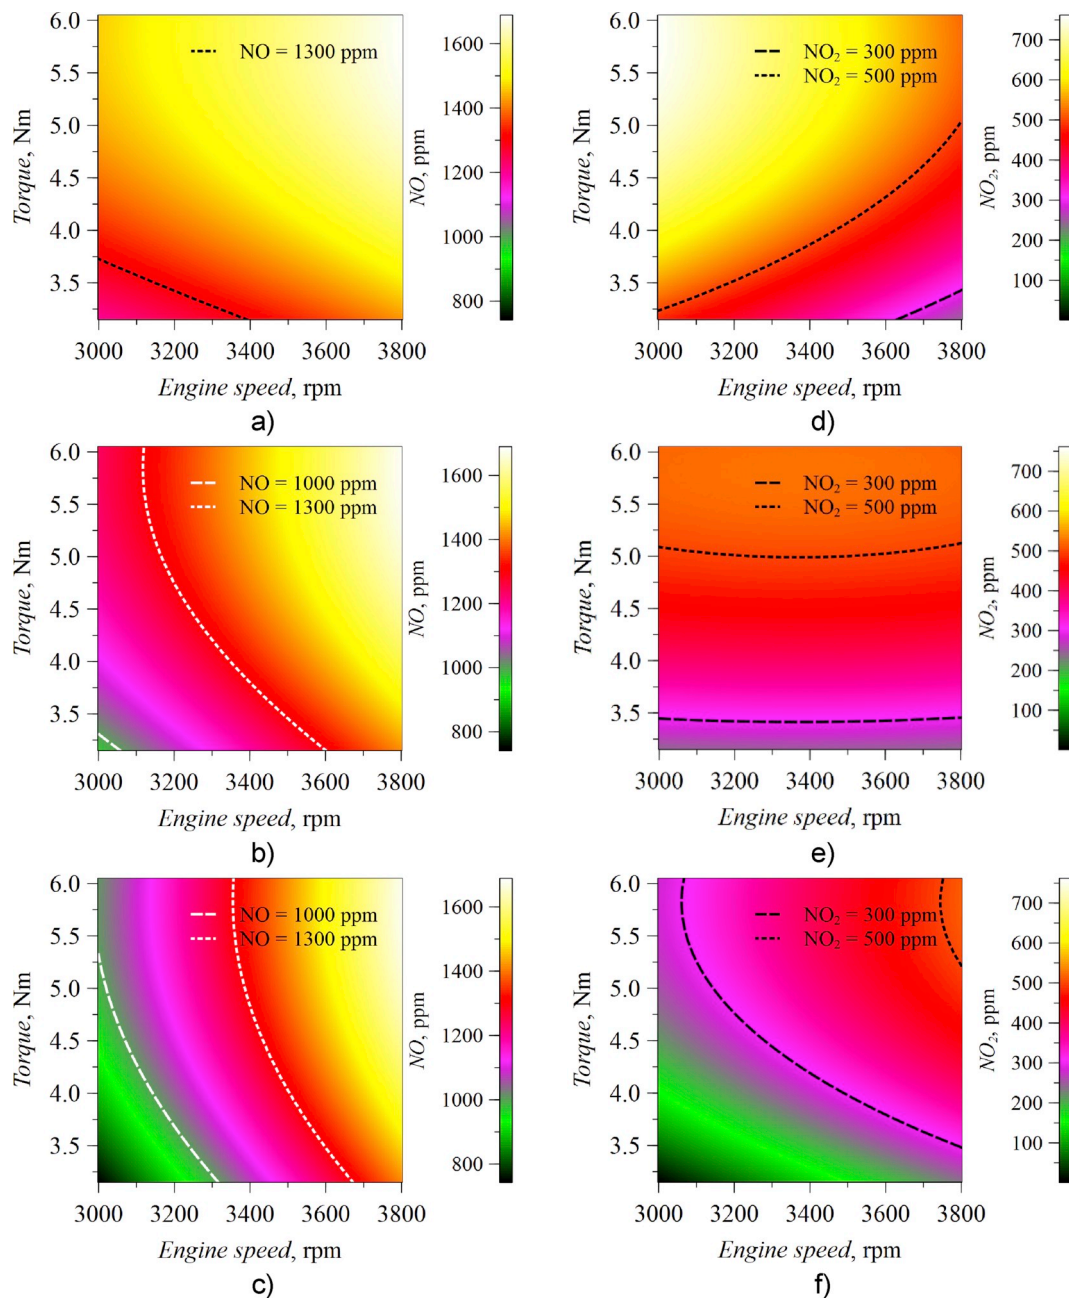 NO = 1300 ppm
6.0
5.5
5.0
4.5
4.0
3.5
Torque, Nm
3000 3200 3400 3600 3800
Engine speed, rpm
1600
1400
1200
1000
800
NO, ppm
a)
NO₂ = 300 ppm
NO₂ = 500 ppm
6.0
5.5
5.0
4.5
4.0
3.5
Torque, Nm
3000 3200 3400 3600 3800
Engine speed, rpm
700
600
500
400
300
200
100
NO₂, ppm
d)
NO = 1000 ppm
NO = 1300 ppm
6.0
5.5
5.0
4.5
4.0
3.5
Torque, Nm
3000 3200 3400 3600 3800
Engine speed, rpm
1600
1400
1200
1000
800
NO, ppm
b)
NO₂ = 300 ppm
NO₂ = 500 ppm
6.0
5.5
5.0
4.5
4.0
3.5
Torque, Nm
3000 3200 3400 3600 3800
Engine speed, rpm
700
600
500
400
300
200
100
NO₂, ppm
e)
NO = 1000 ppm
NO = 1300 ppm
6.0
5.5
5.0
4.5
4.0
3.5
Torque, Nm
3000 3200 3400 3600 3800
Engine speed, rpm
1600
1400
1200
1000
800
NO, ppm
c)
NO₂ = 300 ppm
NO₂ = 500 ppm
6.0
5.5
5.0
4.5
4.0
3.5
Torque, Nm
3000 3200 3400 3600 3800
Engine speed, rpm
700
600
500
400
300
200
100
NO₂, ppm
f)